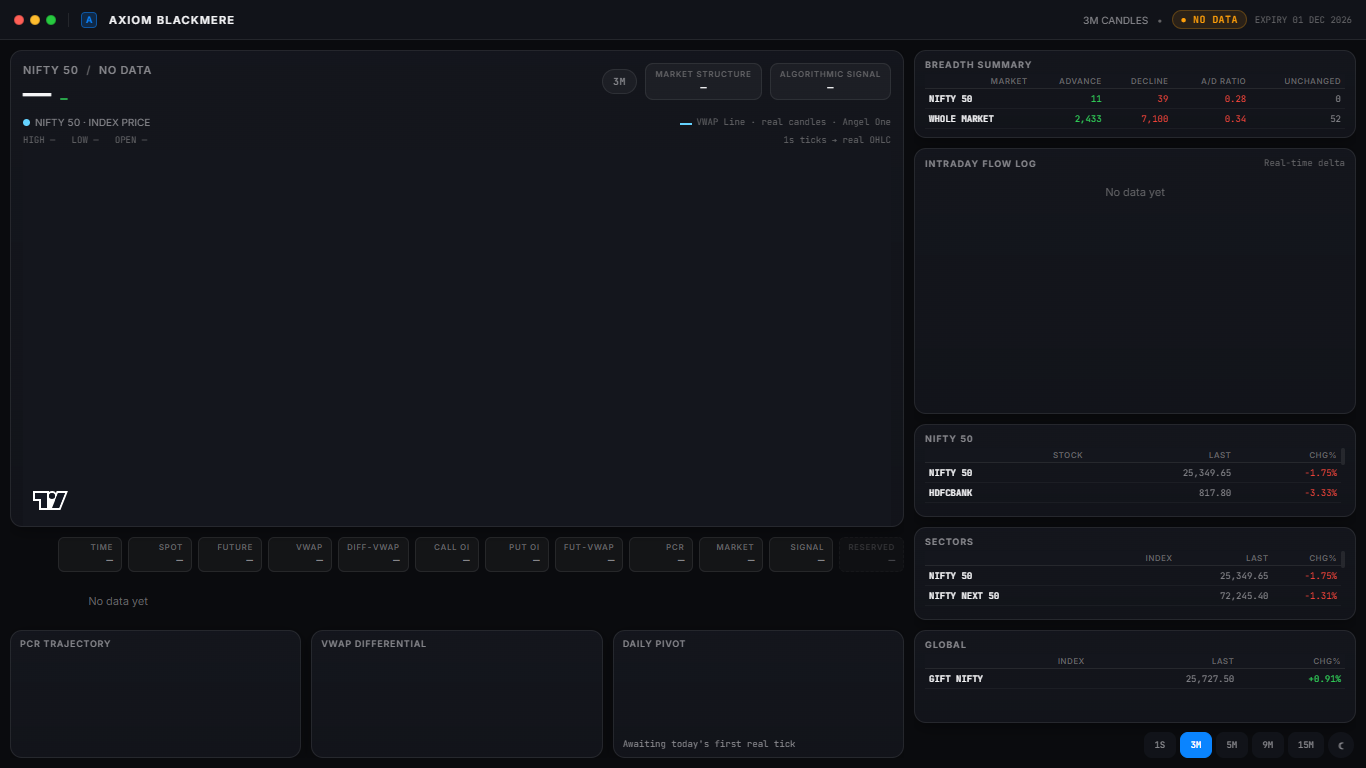 A AXIOM BLACKMERE
3M CANDLES • NO DATA EXPIRY 01 DEC 2026
NIFTY 50 / NO DATA
— —
3M
MARKET STRUCTURE
—
ALGORITHMIC SIGNAL
—
NIFTY 50 · INDEX PRICE
VWAP Line · real candles · Angel One
HIGH — LOW — OPEN —
1s ticks → real OHLC
TV
TIME SPOT FUTURE VWAP DIFF-VWAP CALL OI PUT OI FUT-VWAP PCR MARKET SIGNAL RESERVED
— — — — — — — — — — — —
No data yet
PCR TRAJECTORY
VWAP DIFFERENTIAL
DAILY PIVOT
Awaiting today's first real tick
BREADTH SUMMARY
MARKET ADVANCE DECLINE A/D RATIO UNCHANGED
NIFTY 50 11 39 0.28 0
WHOLE MARKET 2,433 7,100 0.34 52
INTRADAY FLOW LOG Real-time delta
No data yet
NIFTY 50
STOCK LAST CHG%
NIFTY 50 25,349.65 -1.75%
HDFCBANK 817.80 -3.33%
SECTORS
INDEX LAST CHG%
NIFTY 50 25,349.65 -1.75%
NIFTY NEXT 50 72,245.40 -1.31%
GLOBAL
INDEX LAST CHG%
GIFT NIFTY 25,727.50 +0.91%
1S 3M 5M 9M 15M